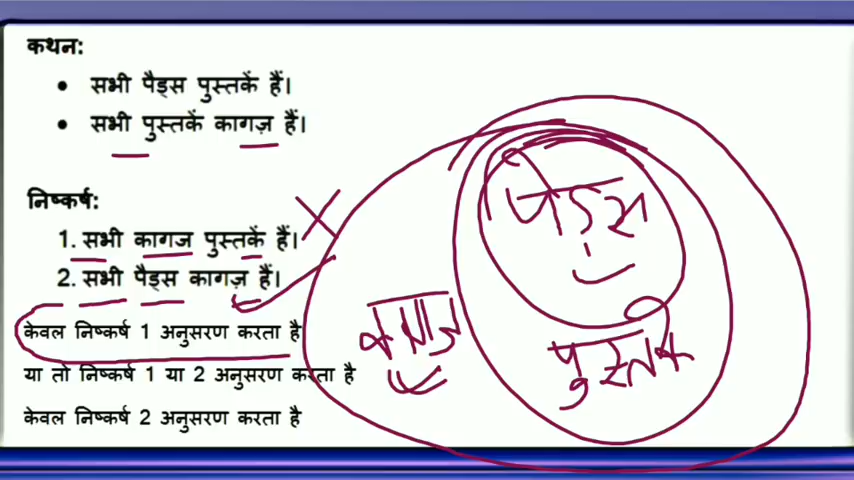 कथन:
• सभी पैड्स पुस्तकें हैं।
• सभी पुस्तकें कागज़ हैं।
निष्कर्ष:
1. सभी कागज पुस्तकें हैं।
2. सभी पैड्स कागज़ हैं।
केवल निष्कर्ष 1 अनुसरण करता है
या तो निष्कर्ष 1 या 2 अनुसरण करता है
केवल निष्कर्ष 2 अनुसरण करता है
पुस्तक